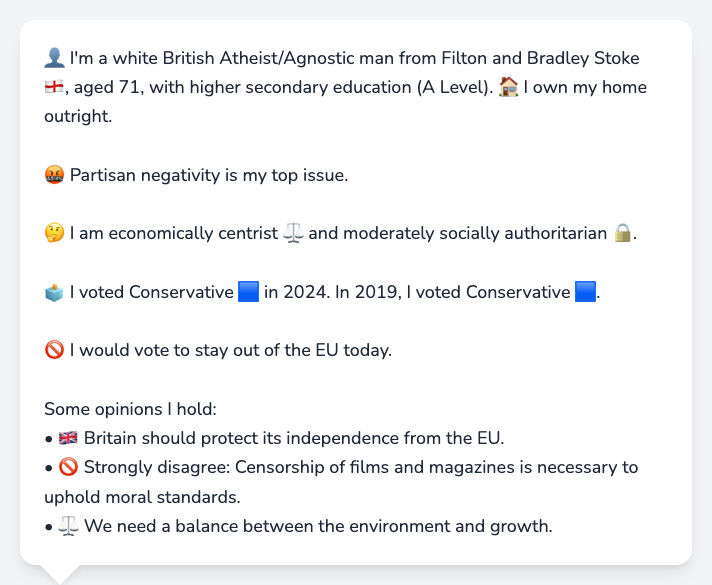 👤 I'm a white British Atheist/Agnostic man from Filton and Bradley Stoke
🏴󠁧󠁢󠁥󠁮󠁧󠁿, aged 71, with higher secondary education (A Level). 🏠 I own my home
outright.
🤬 Partisan negativity is my top issue.
🤔 I am economically centrist ⚖️ and moderately socially authoritarian 🔒.
🗳️ I voted Conservative 🟦 in 2024. In 2019, I voted Conservative 🟦.
🚫 I would vote to stay out of the EU today.
Some opinions I hold:
• 🇬🇧 Britain should protect its independence from the EU.
• 🚫 Strongly disagree: Censorship of films and magazines is necessary to
uphold moral standards.
• ⚖️ We need a balance between the environment and growth.